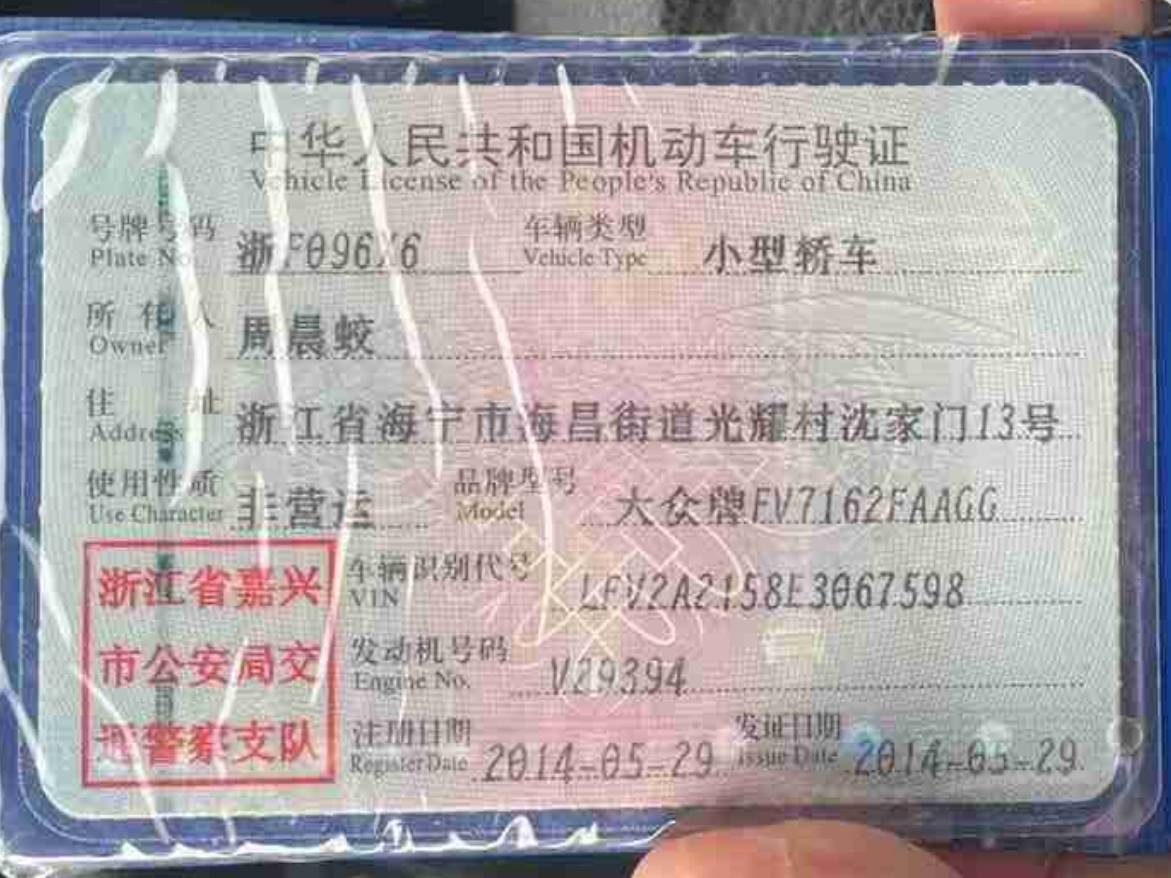 中华人民共和国机动车行驶证
Vehicle License of the People's Republic of China
号牌号码 浙F096X6 车辆类型 小型轿车
Plate No. Vehicle Type
所有人 周晨蛟
Owner
住址 浙江省海宁市海昌街道光耀村沈家门13号
Address
使用性质 非营运 品牌型号 大众牌FV7162FAAGG
Use Character Model
浙江省嘉兴
市公安局交
通警察支队
车辆识别代号 LFV2A2158E3067598
VIN
发动机号码 V29394
Engine No.
注册日期 2014-05-29 发证日期 2014-05-29
Register Date Issue Date